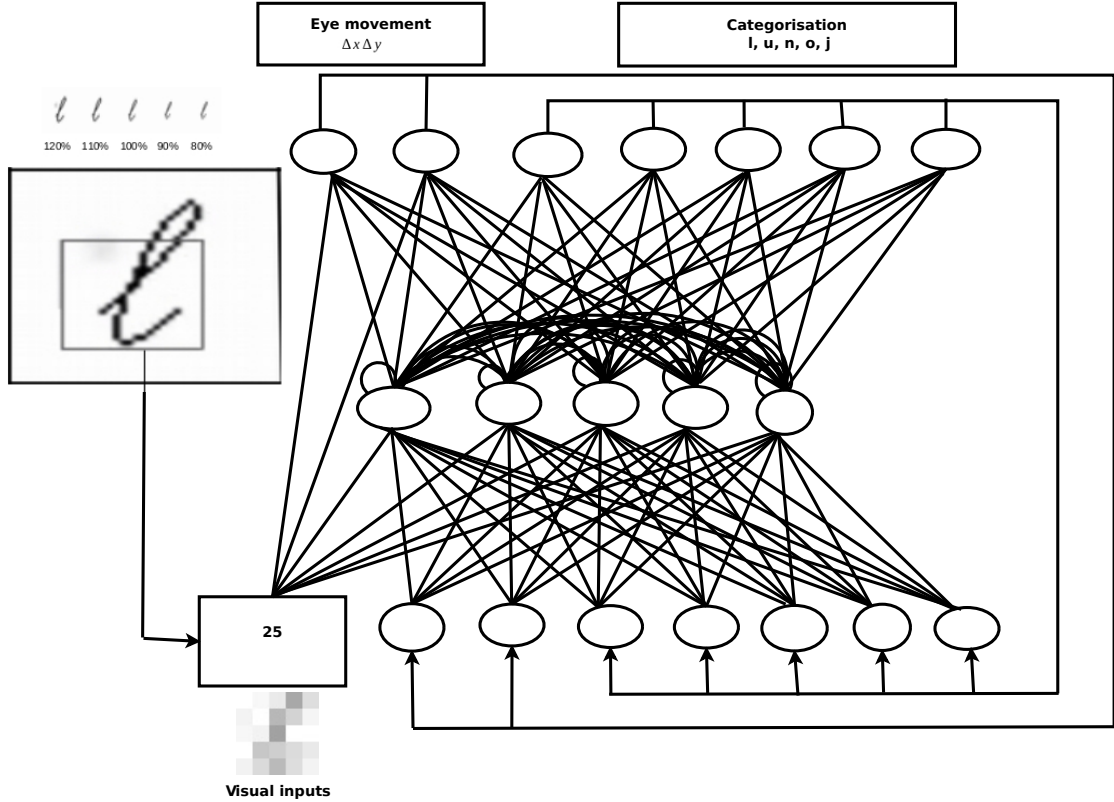 Eye movement
Δx Δy
Categorisation
l, u, n, o, j
l l l l l
120% 110% 100% 90% 80%
25
Visual inputs